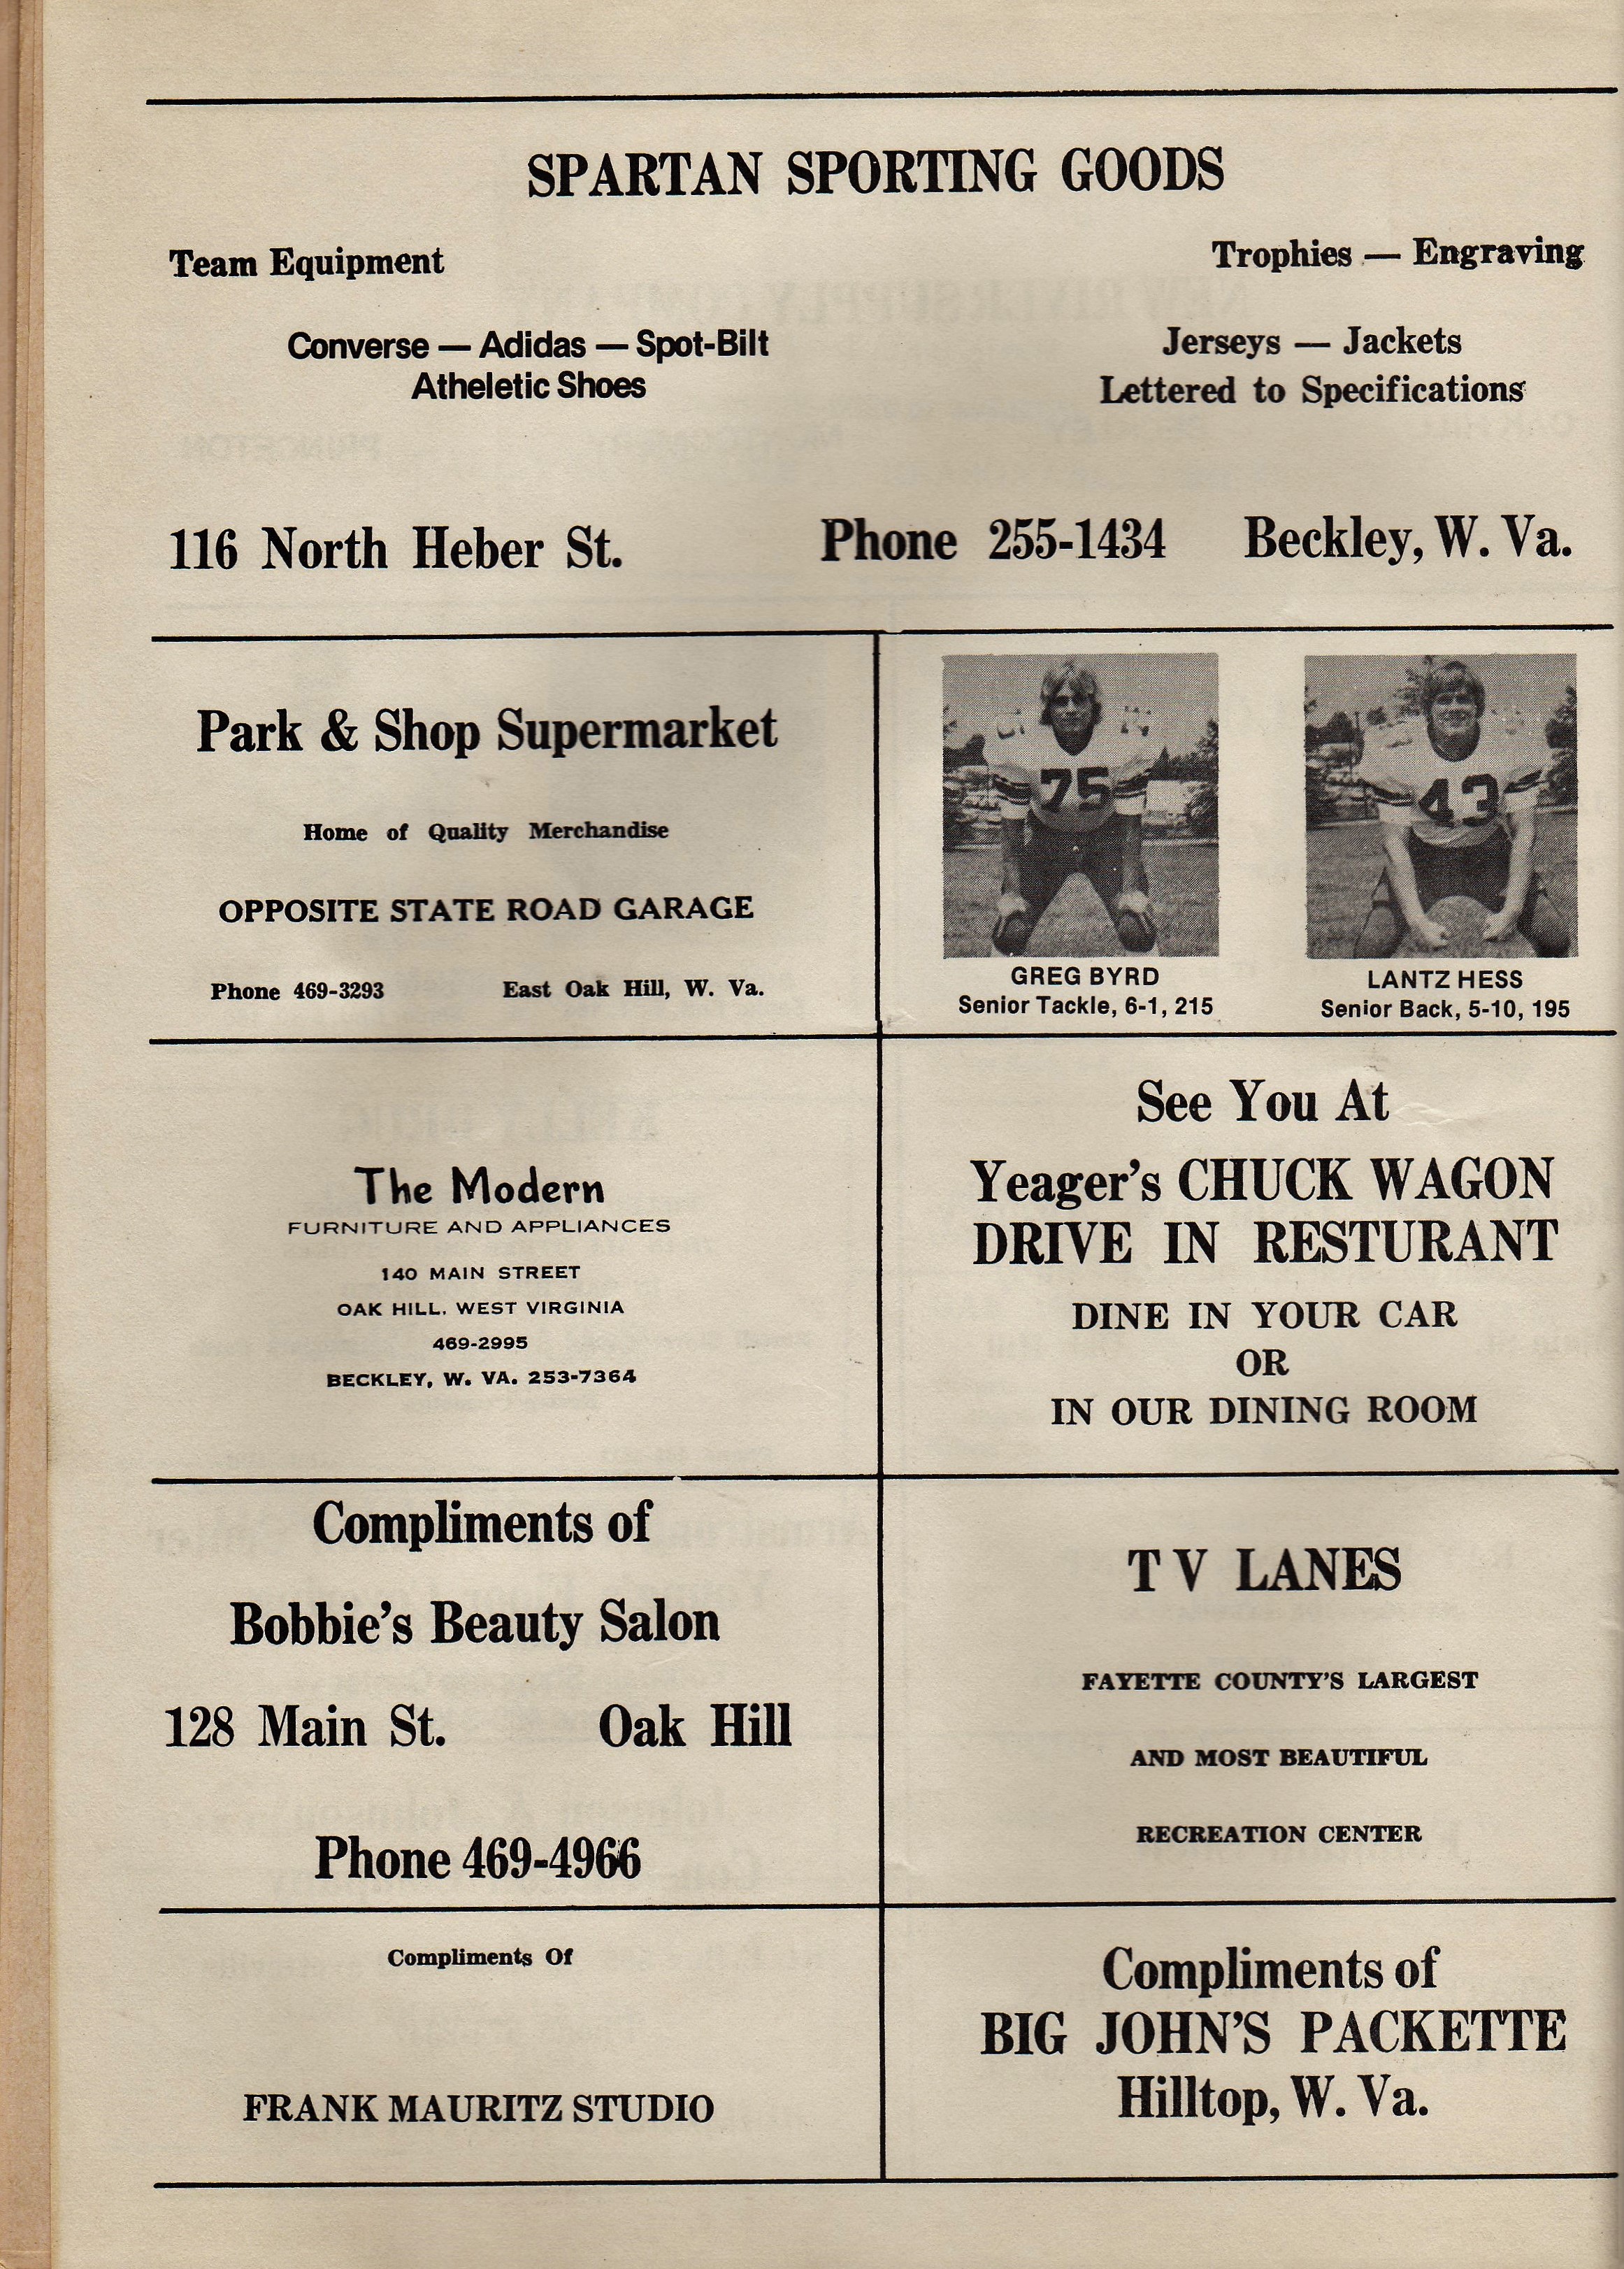 SPARTAN SPORTING GOODS
Team Equipment
Trophies — Engraving
Converse — Adidas — Spot-Bilt
Atheletic Shoes
Jerseys — Jackets
Lettered to Specifications
116 North Heber St. Phone 255-1434 Beckley, W. Va.
Park & Shop Supermarket
Home of Quality Merchandise
OPPOSITE STATE ROAD GARAGE
Phone 469-3293 East Oak Hill, W. Va.
75
GREG BYRD
Senior Tackle, 6-1, 215
43
LANTZ HESS
Senior Back, 5-10, 195
The Modern
FURNITURE AND APPLIANCES
140 MAIN STREET
OAK HILL, WEST VIRGINIA
469-2995
BECKLEY, W. VA. 253-7364
See You At
Yeager's CHUCK WAGON
DRIVE IN RESTURANT
DINE IN YOUR CAR
OR
IN OUR DINING ROOM
Compliments of
Bobbie's Beauty Salon
128 Main St. Oak Hill
Phone 469-4966
T V LANES
FAYETTE COUNTY'S LARGEST
AND MOST BEAUTIFUL
RECREATION CENTER
Compliments Of
FRANK MAURITZ STUDIO
Compliments of
BIG JOHN'S PACKETTE
Hilltop, W. Va.